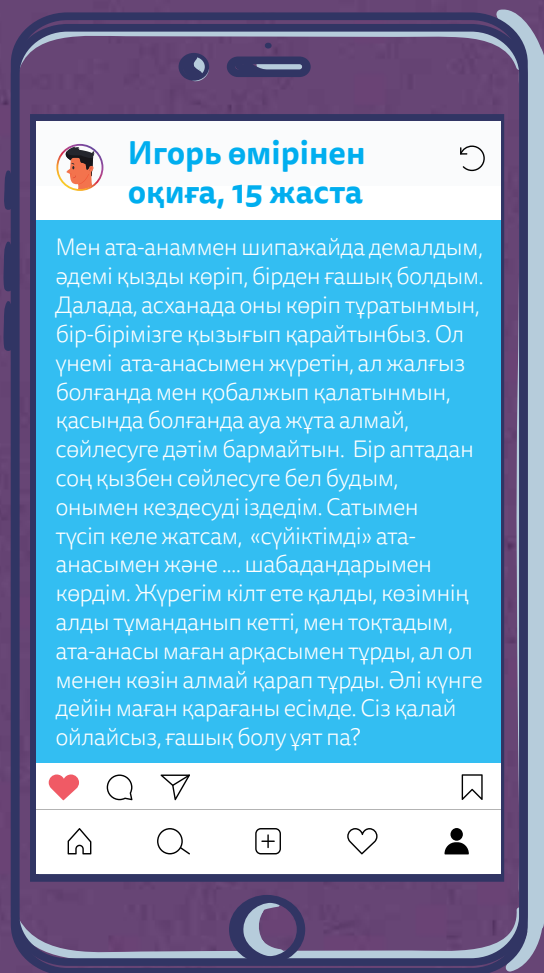 Игорь өмірінен
оқиға, 15 жаста
Мен ата-анаммен шипажайда демалдым,
әдемі қызды көріп, бірден ғашық болдым.
Далада, асханада оны көріп тұратынмын,
бір-бірімізге қызығып қарайтынбыз. Ол
үнемі ата-анасымен жүретін, ал жалғыз
болғанда мен қобалжып қалатынмын,
қасында болғанда ауа жұта алмай,
сөйлесуге дәтім бармайтын. Бір аптадан
соң қызбен сөйлесуге бел будым,
онымен кездесуді іздедім. Сатымен
түсіп келе жатсам, «сүйіктімді» ата-
анасымен және .... шабадандарымен
көрдім. Жүрегім кілт ете қалды, көзімнің
алды тұманданып кетті, мен тоқтадым,
ата-анасы маған арқасымен тұрды, ал ол
менен көзін алмай қарап тұрды. Әлі күнге
дейін маған қарағаны есімде. Сіз қалай
ойлайсыз, ғашық болу ұят па?